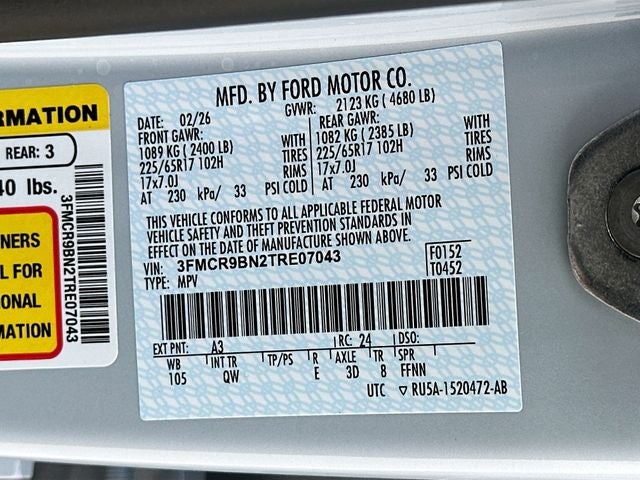 RMATION
REAR: 3
40 lbs.
NERS
L FOR
ONAL
MATION
3FMCR9BN2TRE07043
MFD. BY FORD MOTOR CO.
DATE: 02/26 GVWR: 2123 KG ( 4680 LB)
FRONT GAWR: WITH REAR GAWR: WITH
1089 KG ( 2400 LB) TIRES 1082 KG ( 2385 LB) TIRES
225/65R17 102H RIMS 225/65R17 102H RIMS
17x7.0J 17x7.0J
AT 230 kPa/ 33 PSI COLD AT 230 kPa/ 33 PSI COLD
THIS VEHICLE CONFORMS TO ALL APPLICABLE FEDERAL MOTOR
VEHICLE SAFETY AND THEFT PREVENTION STANDARDS IN
EFFECT ON THE DATE OF MANUFACTURE SHOWN ABOVE.
VIN: 3FMCR9BN2TRE07043 F0152
TYPE: MPV T0452
EXT PNT: A3 RC: 24 DSO:
WB INT TR TP/PS R AXLE TR SPR
105 QW E 3D 8 FFNN
UTC ▽ RU5A-1520472-AB